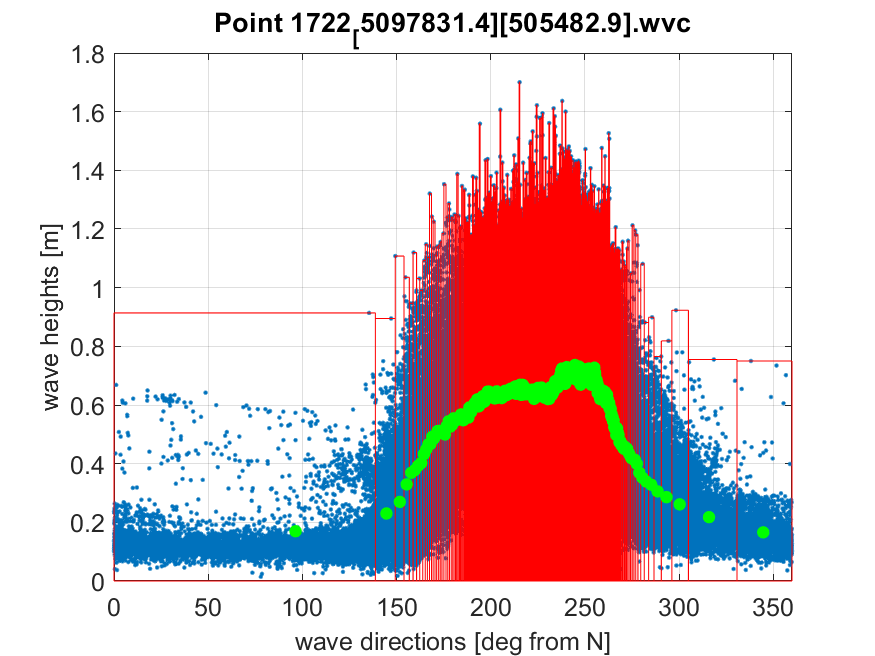 Point 1722[5097831.4][505482.9].wvc
1.8
1.6
1.4
1.2
1
0.8
0.6
0.4
0.2
0
wave heights [m]
0 50 100 150 200 250 300 350
wave directions [deg from N]